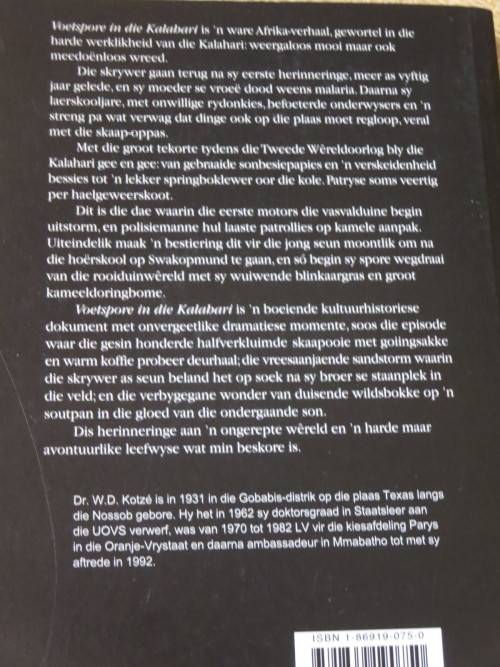 Voetspore in die Kalahari is 'n ware Afrika-verhaal, gewortel in die
harde werklikheid van die Kalahari: weergaloos mooi maar ook
meedoënloos wreed.
Die skrywer gaan terug na sy eerste herinneringe, meer as vyftig
jaar gelede, en sy moeder se vroeë dood weens malaria. Daarna sy
laerskooljare, met onwillige rydonkies, befoeterde onderwysers en 'n
streng pa wat verwag dat dinge ook op die plaas moet regloop, veral
met die skaap-oppas.
Met die groot tekorte tydens die Tweede Wêreldoorlog bly die
Kalahari gee en gee: van gebraaide sonbesiepapies en 'n verskeidenheid
bessies tot 'n lekker springboklewer oor die kole. Patryse soms veertig
per haelgeweerskoot.
Dit is die dae waarin die eerste motors die vasvalduine begin
uitstorm, en polisiemanne hul laaste patrollies op kamele aanpak.
Uiteindelik maak 'n bestiering dit vir die jong seun moontlik om na
die hoërskool op Swakopmund te gaan, en só begin sy spore wegdraai
van die rooiduinwêreld met sy wuiwende blinkaargras en groot
kameeldoringbome.
Voetspore in die Kalahari is 'n boeiende kultuurhistoriese
dokument met onvergeetlike dramatiese momente, soos die episode
waar die gesin honderde halfverkluimde skaapooie met goiingsakke
en warm koffie probeer deurhaal; die vreesaanjaende sandstorm waarin
die skrywer as seun beland het op soek na sy broer se staanplek in
die veld; en die verbygegane wonder van duisende wildsbokke op 'n
soutpan in die gloed van die ondergaande son.
Dis herinneringe aan 'n ongerepte wêreld en 'n harde maar
avontuurlike leefwyse wat min beskore is.
Dr. W.D. Kotzé is in 1931 in die Gobabis-distrik op die plaas Texas langs
die Nossob gebore. Hy het in 1962 sy doktorsgraad in Staatsleer aan
die UOVS verwerf, was van 1970 tot 1982 LV vir die kiesafdeling Parys
in die Oranje-Vrystaat en daarna ambassadeur in Mmabatho tot met sy
aftrede in 1992.
ISBN 1-86919-075-0